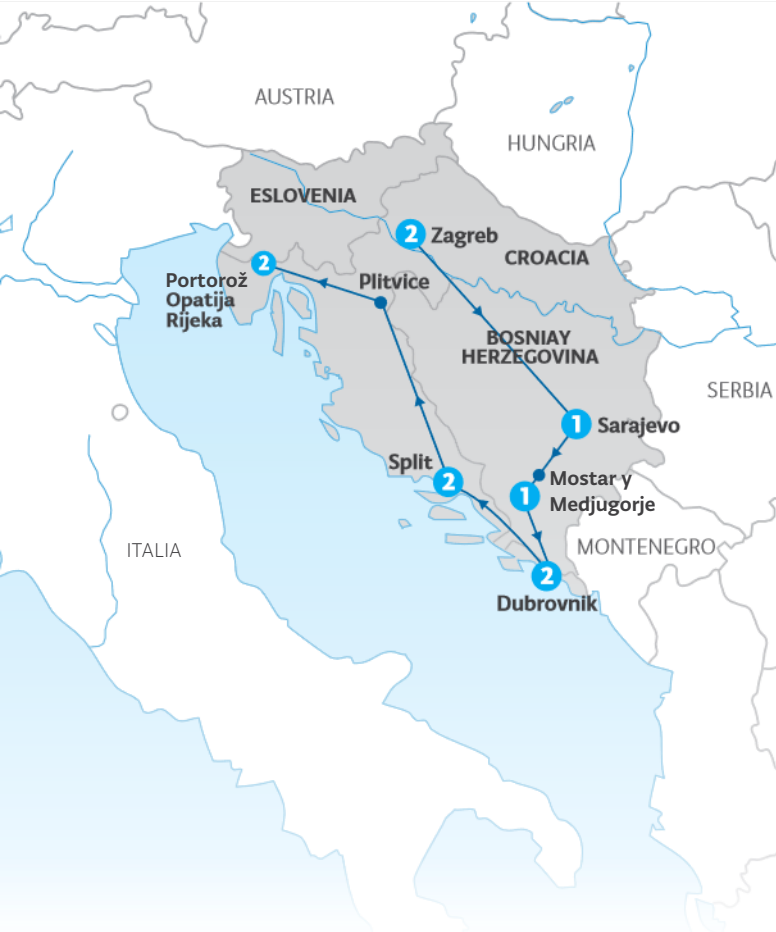 AUSTRIA
HUNGRIA
ESLOVENIA
2 Zagreb
CROACIA
2
Portorož
Opatija
Rijeka
Plitvice
BOSNIAY
HERZEGOVINA
SERBIA
1 Sarajevo
Split
2
Mostar y
1
Medjugorje
ITALIA
MONTENEGRO
2
Dubrovnik